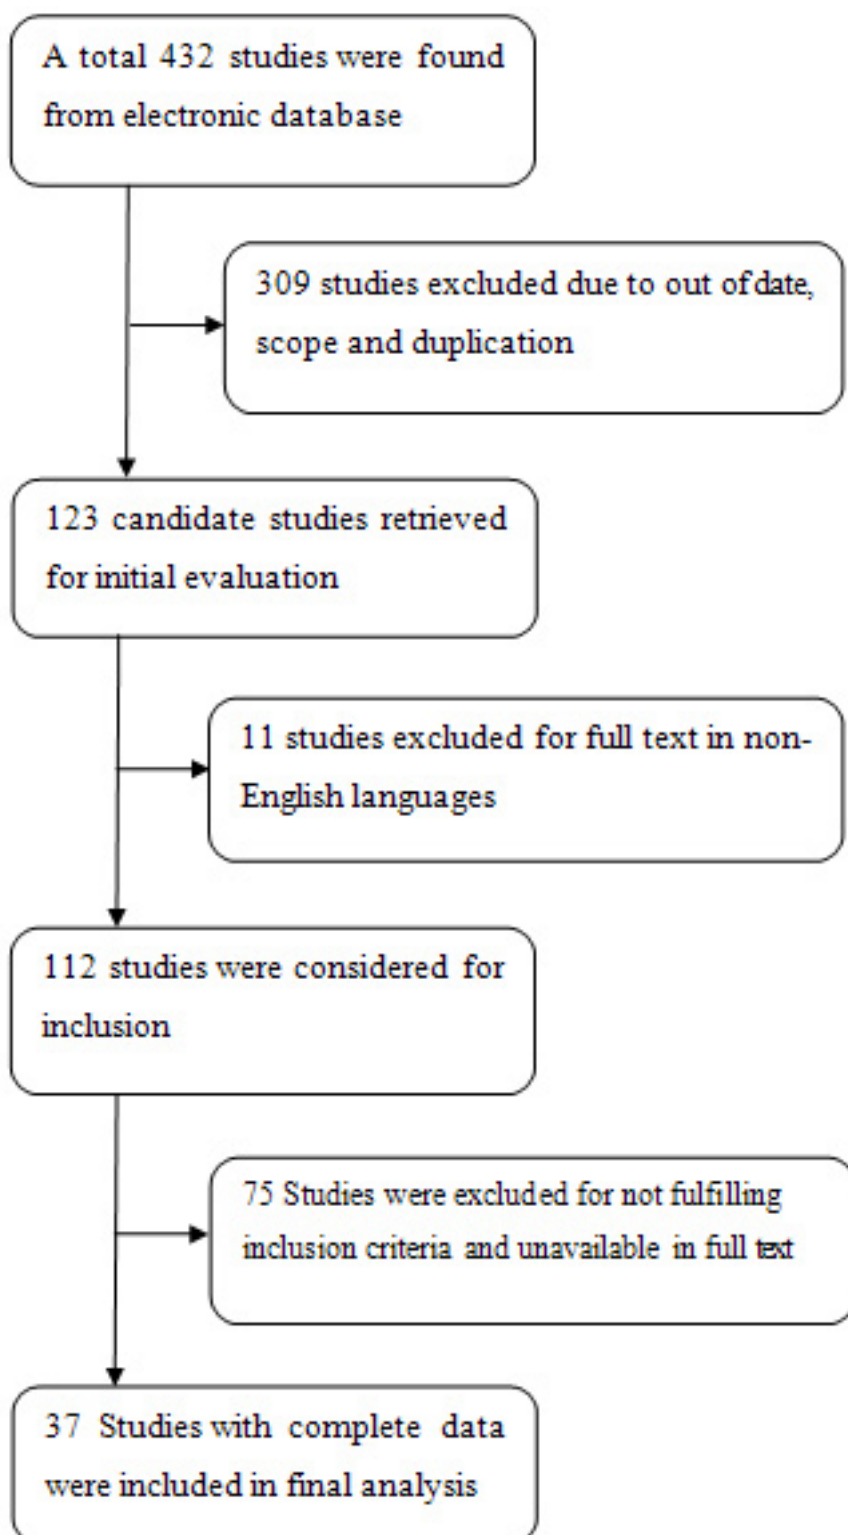 A total 432 studies were found
from electronic database
309 studies excluded due to out of date,
scope and duplication
123 candidate studies retrieved
for initial evaluation
11 studies excluded for full text in non-
English languages
112 studies were considered for
inclusion
75 Studies were excluded for not fulfilling
inclusion criteria and unavailable in full text
37 Studies with complete data
were included in final analysis